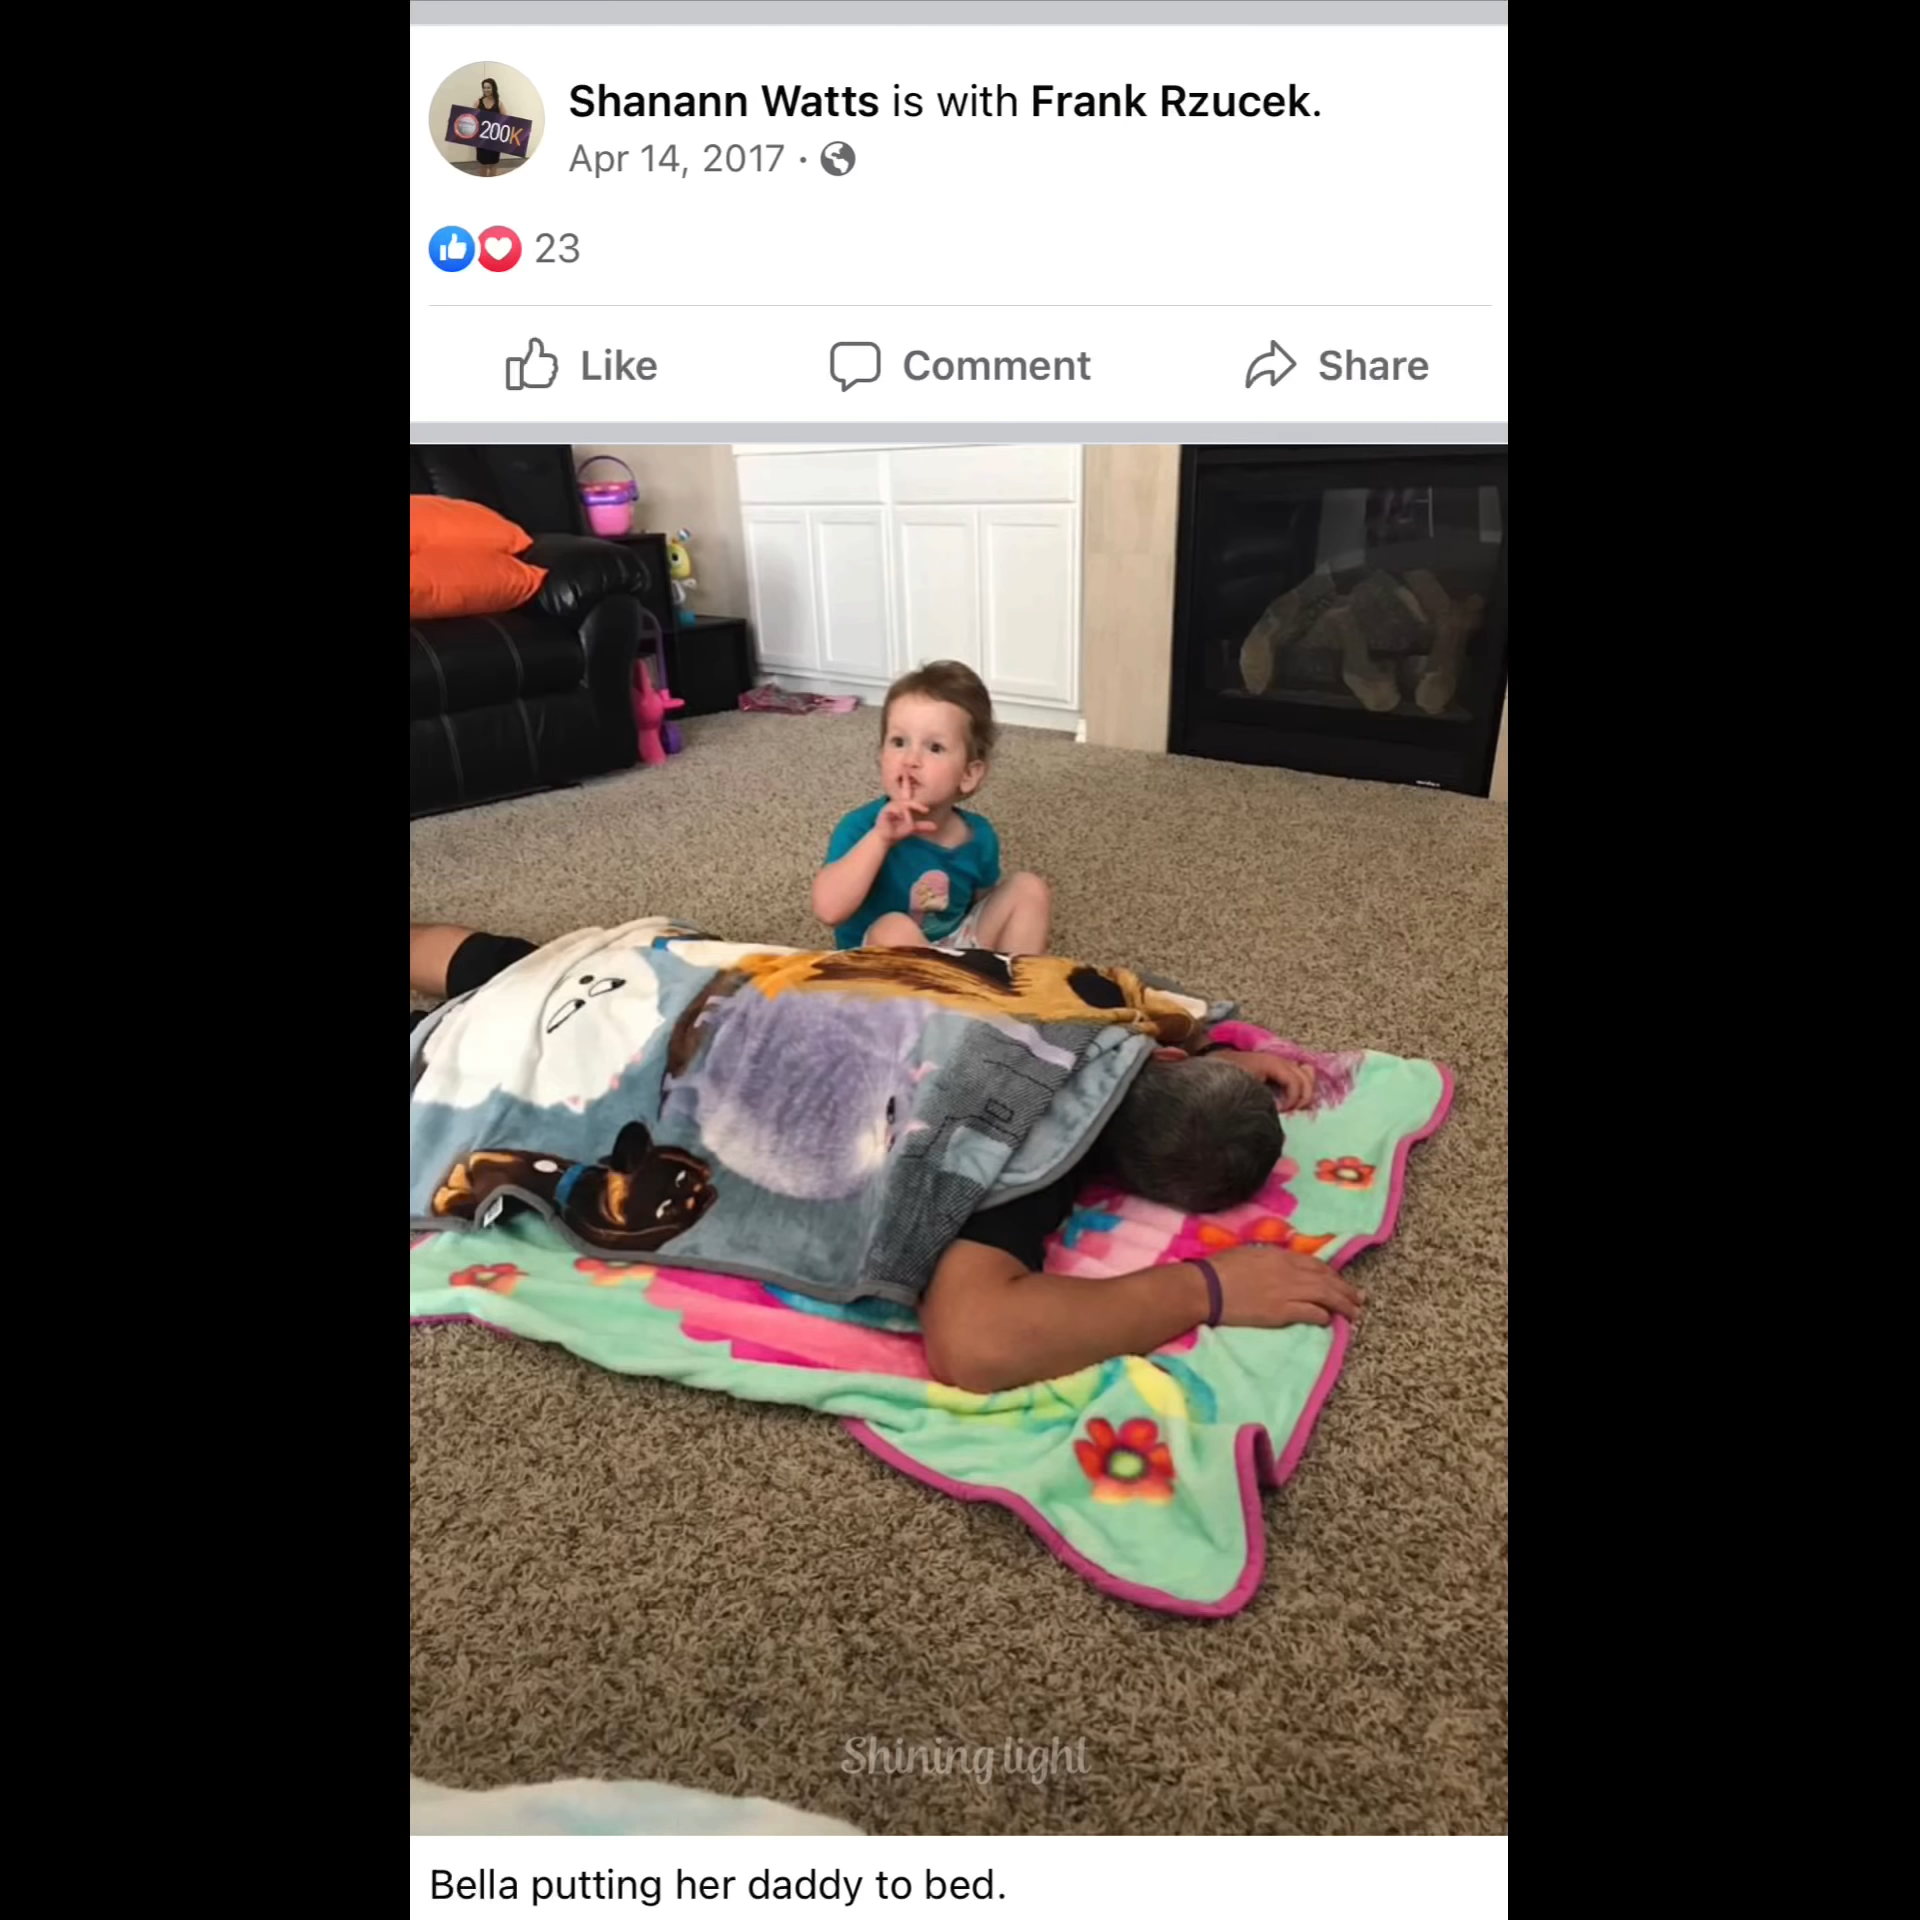 200K
Shanann Watts is with Frank Rzucek.
Apr 14, 2017 ·
23
Like
Comment
Share
Shining light
Bella putting her daddy to bed.